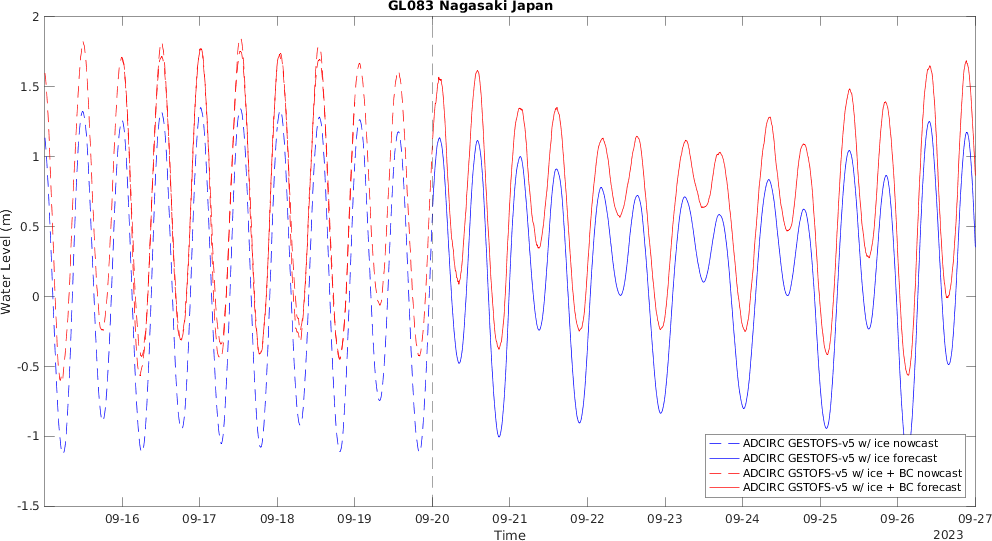 GL083 Nagasaki Japan
2
1.5
1
0.5
0
-0.5
-1
-1.5
Water Level (m)
ADCIRC GESTOFS-v5 w/ ice nowcast
ADCIRC GESTOFS-v5 w/ ice forecast
ADCIRC GSTOFS-v5 w/ ice + BC nowcast
ADCIRC GSTOFS-v5 w/ ice + BC forecast
09-16 09-17 09-18 09-19 09-20 09-21 09-22 09-23 09-24 09-25 09-26 09-27
Time
2023